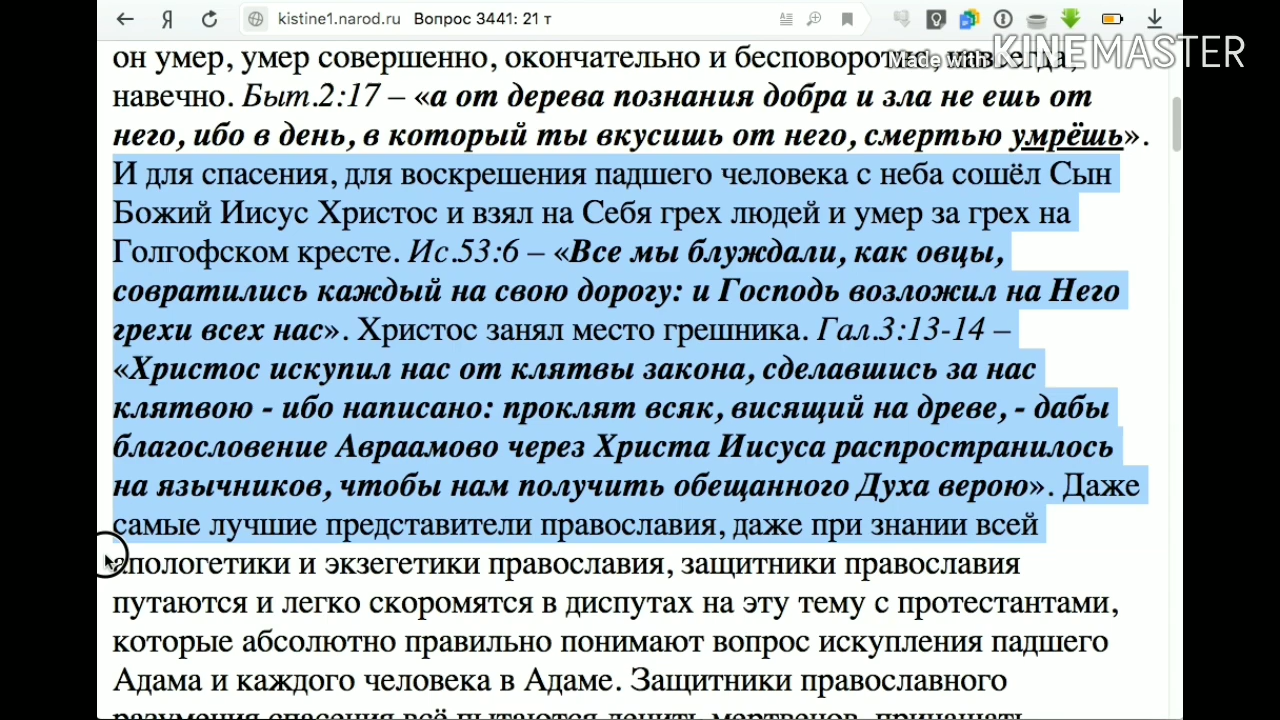 kistine1.narod.ru Вопрос 3441: 21 т
Made with KINEMASTER
он умер, умер совершенно, окончательно и бесповоротно,
навечно. Быт.2:17 – «а от дерева познания добра и зла не ешь от
него, ибо в день, в который ты вкусишь от него, смертью умрёшь».
И для спасения, для воскрешения падшего человека с неба сошёл Сын
Божий Иисус Христос и взял на Себя грех людей и умер за грех на
Голгофском кресте. Ис.53:6 – «Все мы блуждали, как овцы,
совратились каждый на свою дорогу: и Господь возложил на Него
грехи всех нас». Христос занял место грешника. Гал.3:13-14 –
«Христос искупил нас от клятвы закона, сделавшись за нас
клятвою - ибо написано: проклят всяк, висящий на древе, - дабы
благословение Авраамово через Христа Иисуса распространилось
на язычников, чтобы нам получить обещанного Духа верою». Даже
самые лучшие представители православия, даже при знании всей
апологетики и экзегетики православия, защитники православия
путаются и легко скоромятся в диспутах на эту тему с протестантами,
которые абсолютно правильно понимают вопрос искупления падшего
Адама и каждого человека в Адаме. Защитники православного
разумения спасения всё пытаются лечить мертвецов, причащать